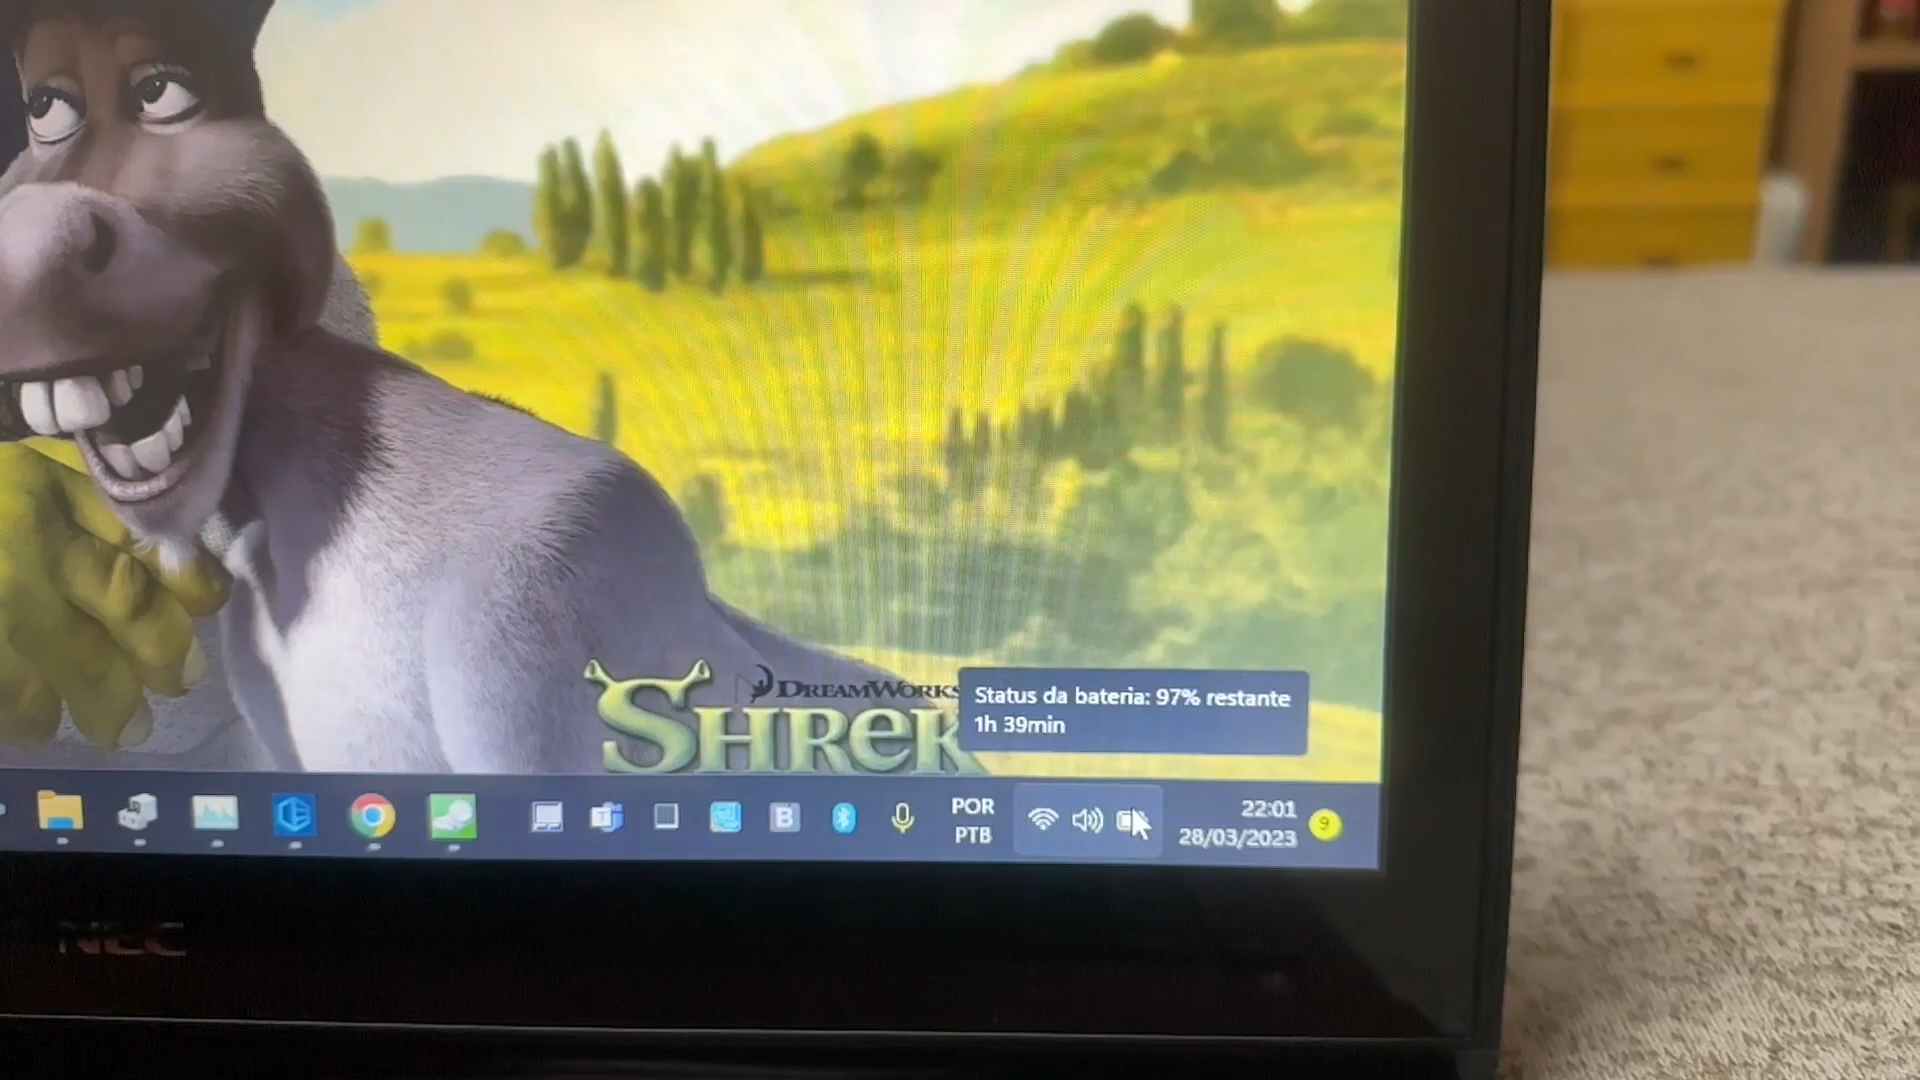 DREAMWORKS
SHREK
Status da bateria: 97% restante
1h 39min
POR
PTB
22:01
28/03/2023
9
B
T
NEC